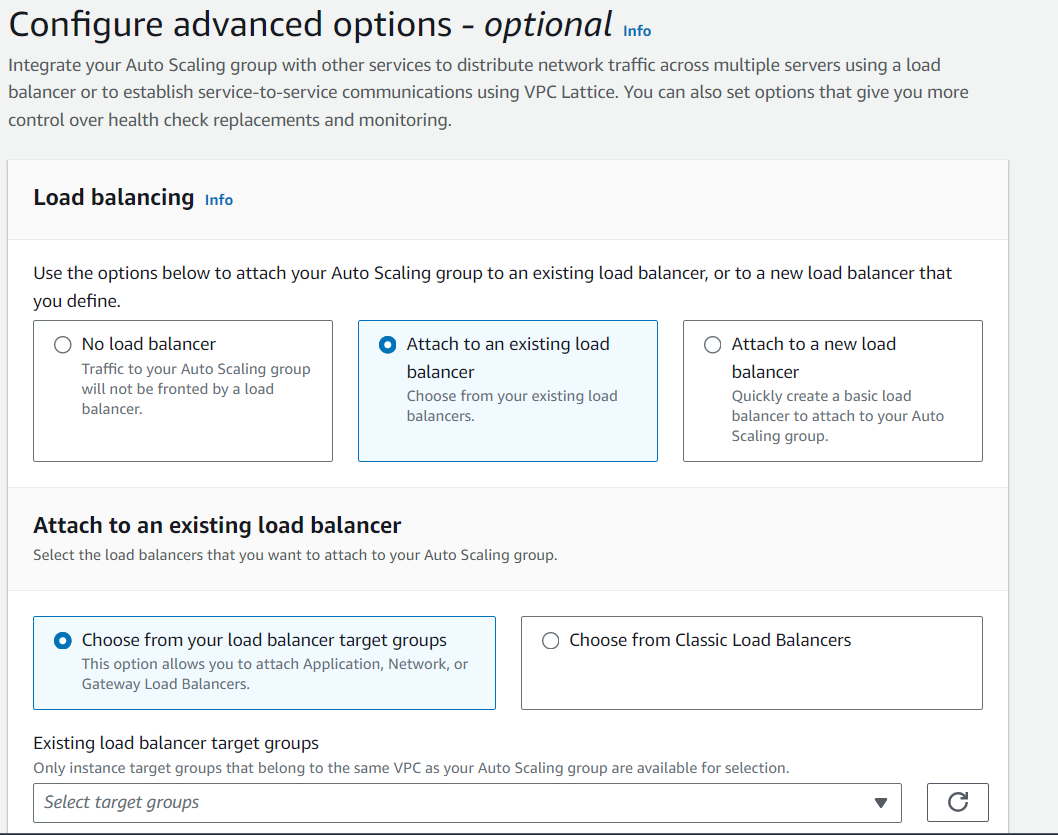 Configure advanced options - optional Info
Integrate your Auto Scaling group with other services to distribute network traffic across multiple servers using a load
balancer or to establish service-to-service communications using VPC Lattice. You can also set options that give you more
control over health check replacements and monitoring.
Load balancing Info
Use the options below to attach your Auto Scaling group to an existing load balancer, or to a new load balancer that
you define.
No load balancer
Traffic to your Auto Scaling group
will not be fronted by a load
balancer.
Attach to an existing load
balancer
Choose from your existing load
balancers.
Attach to a new load
balancer
Quickly create a basic load
balancer to attach to your Auto
Scaling group.
Attach to an existing load balancer
Select the load balancers that you want to attach to your Auto Scaling group.
Choose from your load balancer target groups
This option allows you to attach Application, Network, or
Gateway Load Balancers.
Choose from Classic Load Balancers
Existing load balancer target groups
Only instance target groups that belong to the same VPC as your Auto Scaling group are available for selection.
Select target groups